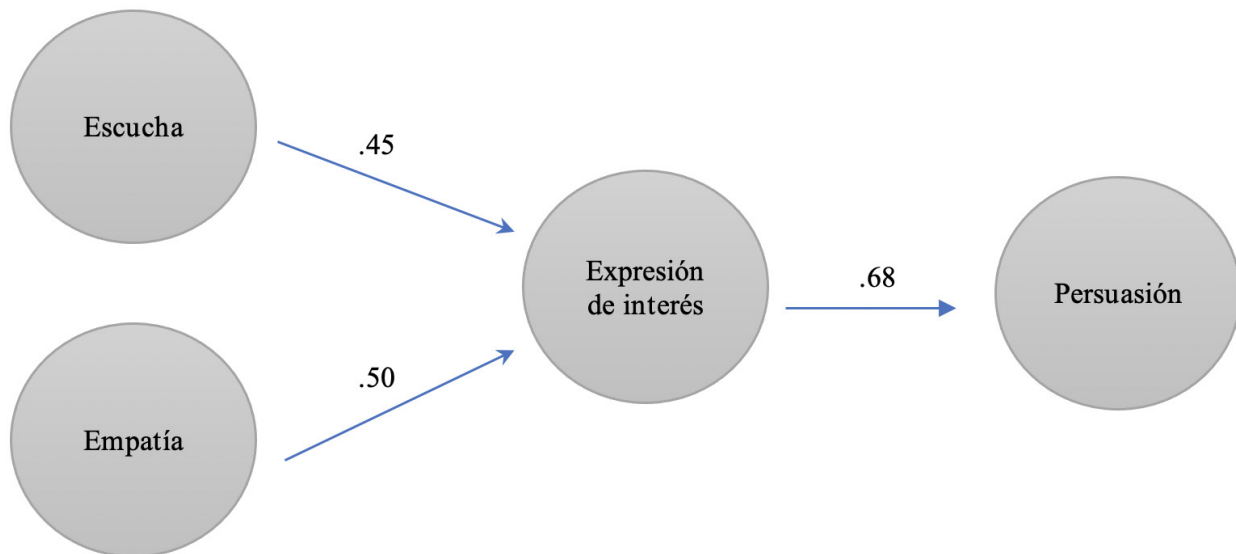 Escucha
.45
Expresión
de interés
.68
Persuasión
.50
Empatía